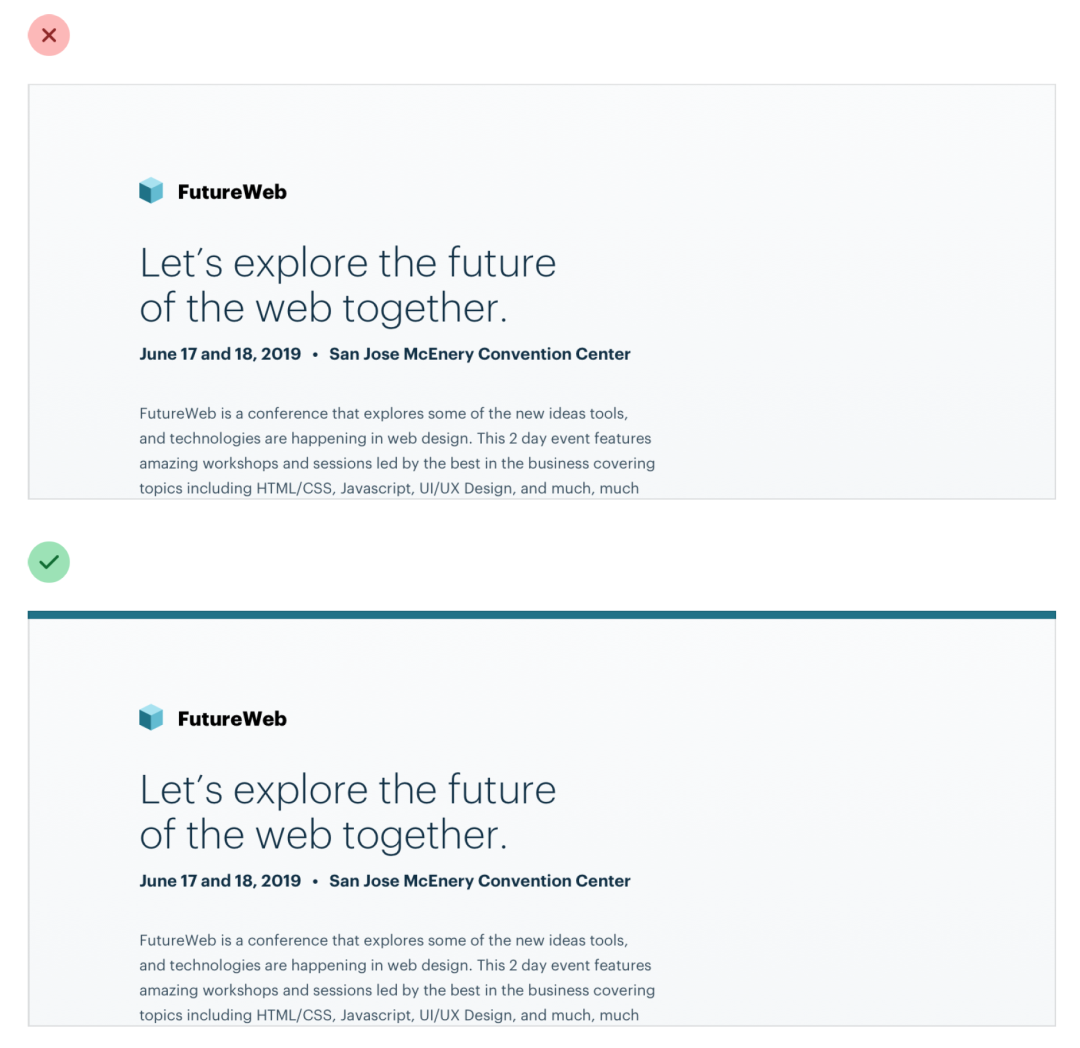 FutureWeb
Let’s explore the future
of the web together.
June 17 and 18, 2019 • San Jose McEnery Convention Center
FutureWeb is a conference that explores some of the new ideas tools,
and technologies are happening in web design. This 2 day event features
amazing workshops and sessions led by the best in the business covering
topics including HTML/CSS, Javascript, UI/UX Design, and much, much
FutureWeb
Let’s explore the future
of the web together.
June 17 and 18, 2019 • San Jose McEnery Convention Center
FutureWeb is a conference that explores some of the new ideas tools,
and technologies are happening in web design. This 2 day event features
amazing workshops and sessions led by the best in the business covering
topics including HTML/CSS, Javascript, UI/UX Design, and much, much